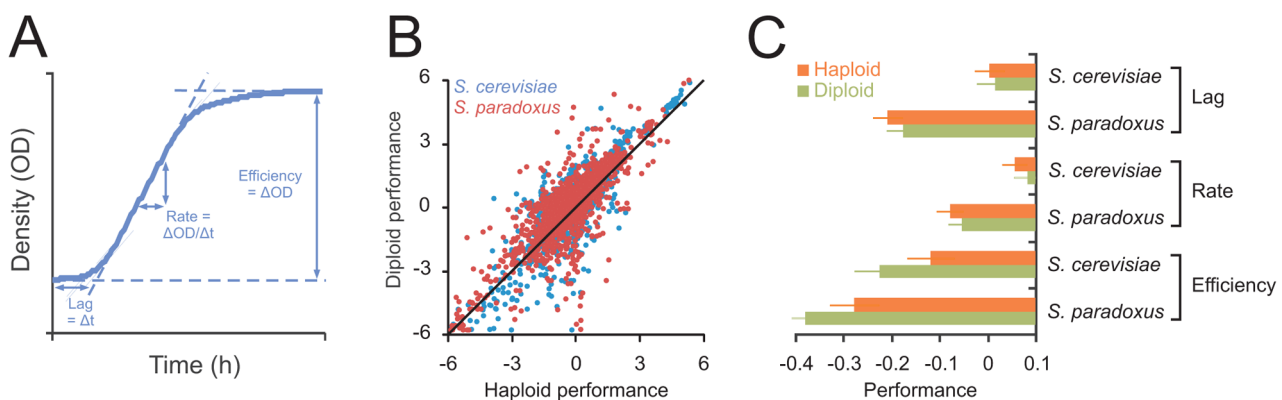 A
Density (OD)
Efficiency
= ΔOD
Rate =
ΔOD/Δt
Lag
= Δt
Time (h)
B
S. cerevisiae
S. paradoxus
Diploid performance
6
3
0
-3
-6
-6
-3
0
3
6
Haploid performance
C
Haploid
Diploid
S. cerevisiae
Lag
S. paradoxus
S. cerevisiae
Rate
S. paradoxus
S. cerevisiae
Efficiency
S. paradoxus
-0.4
-0.3
-0.2
-0.1
0
0.1
Performance